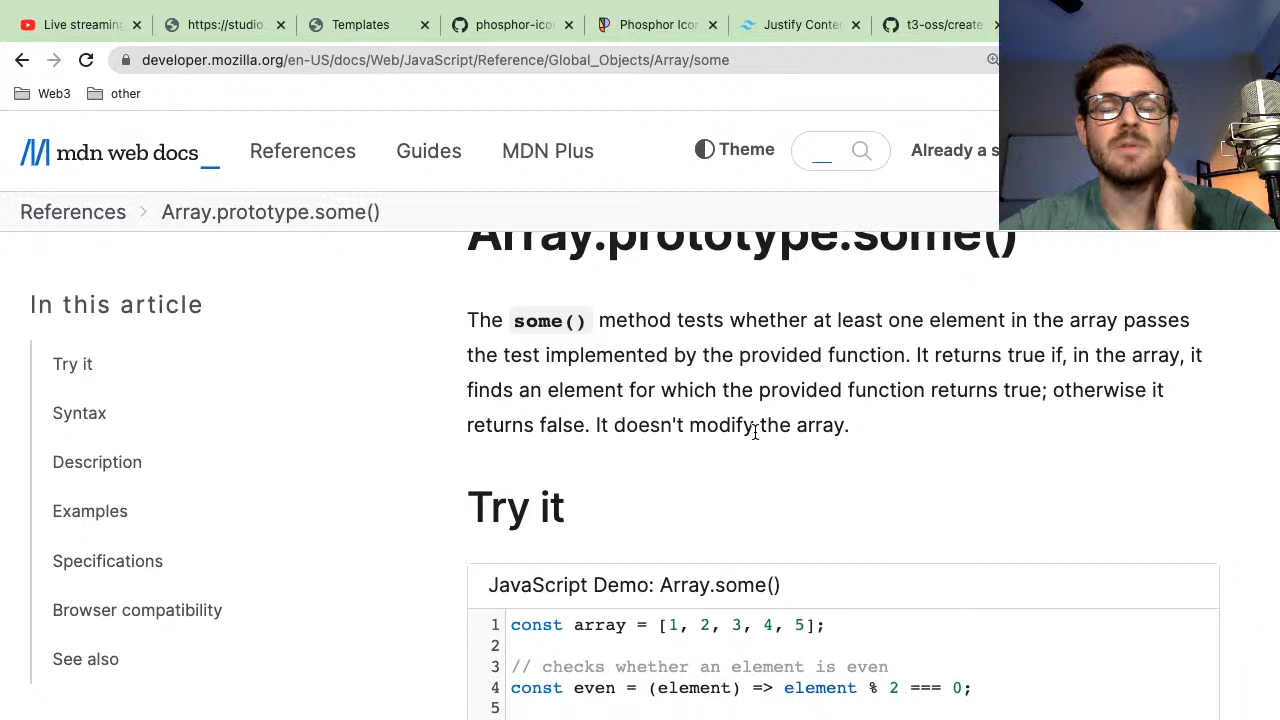 Live streaming
https://studio.
Templates
phosphor-ico
Phosphor Icon
Justify Conte
t3-oss/create
developer.mozilla.org/en-US/docs/Web/JavaScript/Reference/Global_Objects/Array/some
Web3 other
mdn web docs_ References Guides MDN Plus Theme Already a s
References > Array.prototype.some()
Array.prototype.some()
In this article
Try it
Syntax
Description
Examples
Specifications
Browser compatibility
See also
The some() method tests whether at least one element in the array passes
the test implemented by the provided function. It returns true if, in the array, it
finds an element for which the provided function returns true; otherwise it
returns false. It doesn't modify the array.
Try it
JavaScript Demo: Array.some()
1 const array = [1, 2, 3, 4, 5];
2
3 // checks whether an element is even
4 const even = (element) => element % 2 === 0;
5